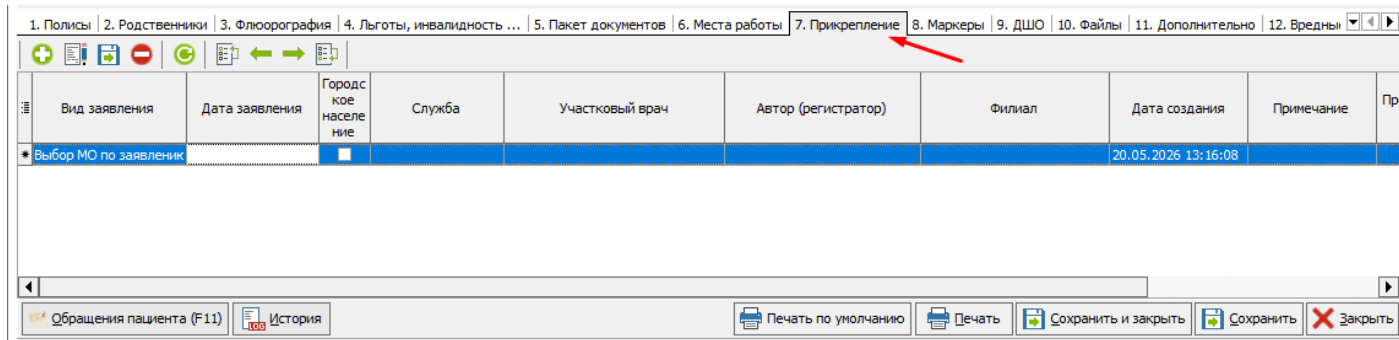 1. Полисы 2. Родственники 3. Флюорография 4. Льготы, инвалидность ... 5. Пакет документов 6. Места работы 7. Прикрепление 8. Маркеры 9. ДШО 10. Файлы 11. Дополнительно 12. Вредны
Вид заявления Дата заявления Городс кое населе ние Служба Участковый врач Автор (регистратор) Филиал Дата создания Примечание Пр
Выбор МО по заявлению 20.05.2026 13:16:08
Обращения пациента (F11) LOG История Печать по умолчанию Печать Сохранить и закрыть Сохранить Закрыть